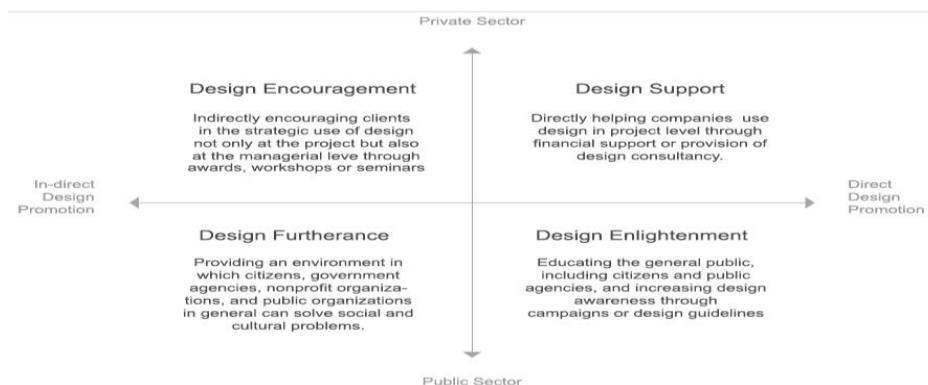 Private Sector
Design Encouragement
Indirectly encouraging clients
in the strategic use of design
not only at the project but also
at the managerial leve through
awards, workshops or seminars
Design Support
Directly helping companies use
design in project level through
financial support or provision of
design consultancy.
In-direct
Design
Promotion
Direct
Design
Promotion
Design Furtherance
Providing an environment in
which citizens, government
agencies, nonprofit organiza-
tions, and public organizations
in general can solve social and
cultural problems.
Design Enlightenment
Educating the general public,
including citizens and public
agencies, and increasing design
awareness through
campaigns or design guidelines
Public Sector